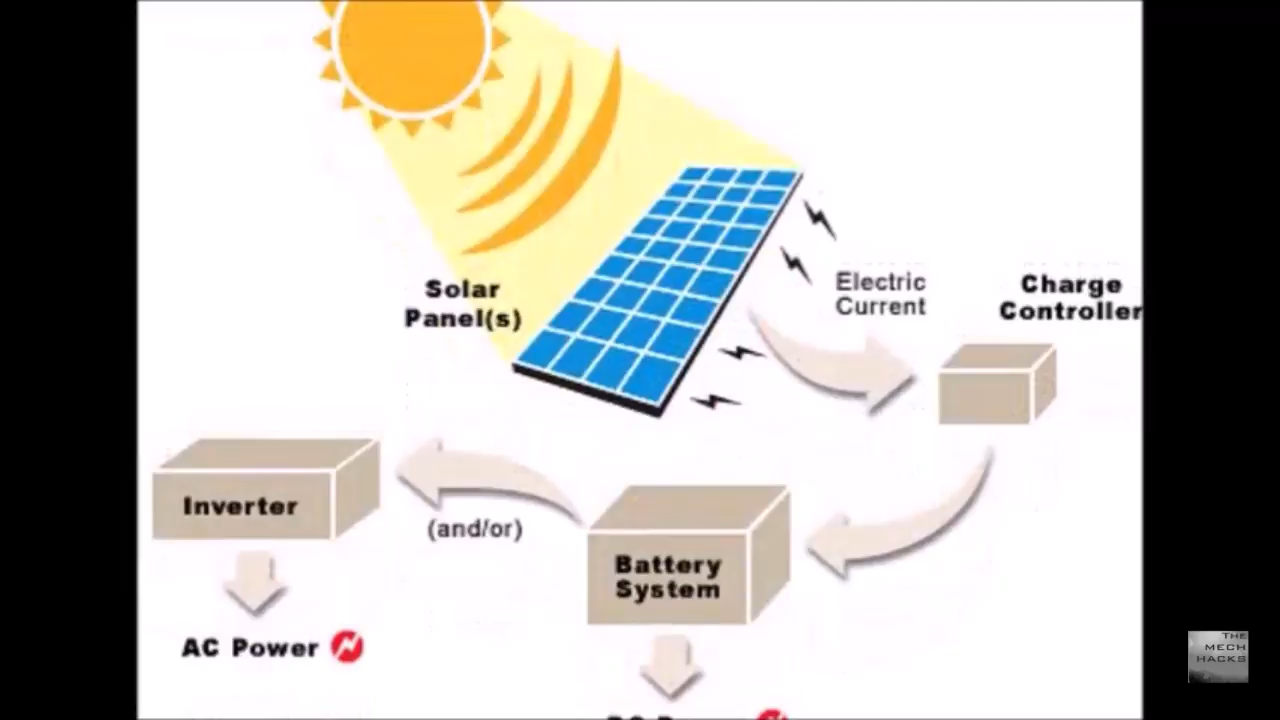 Solar
Panel(s)
Electric
Current
Charge
Controller
Inverter
(and/or)
Battery
System
AC Power
THE
MECH
HACKS